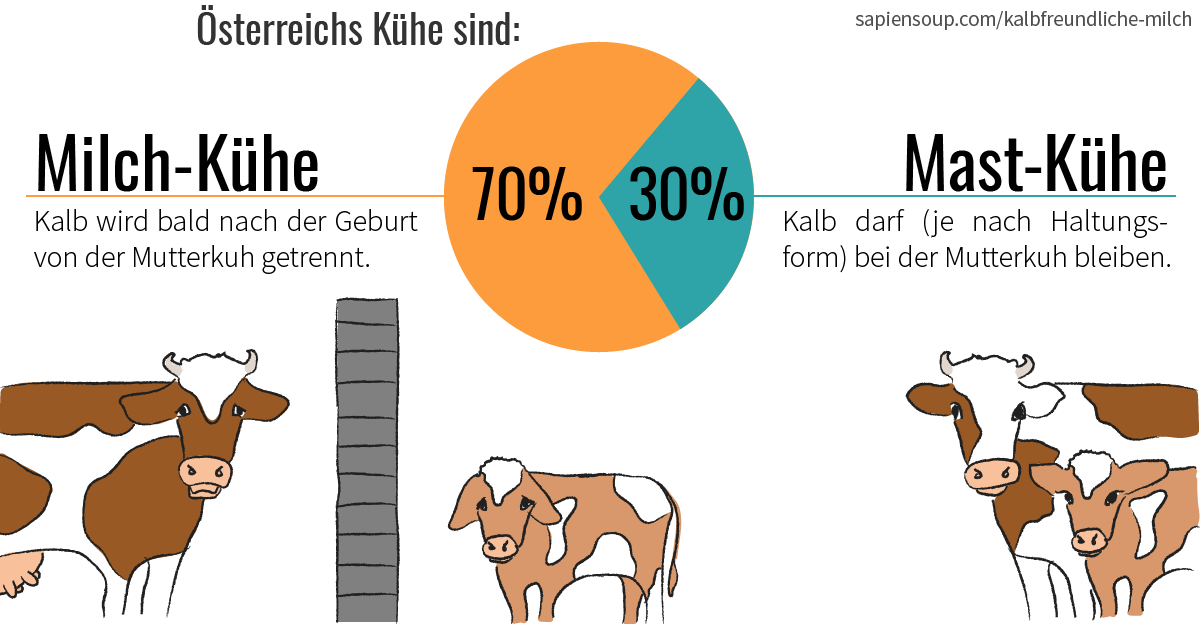 Österreichs Kühe sind:
sapiensoup.com/kalbfreundliche-milch
Milch-Kühe
Kalb wird bald nach der Geburt
von der Mutterkuh getrennt.
70%
30%
Mast-Kühe
Kalb darf (je nach Haltungs-
form) bei der Mutterkuh bleiben.